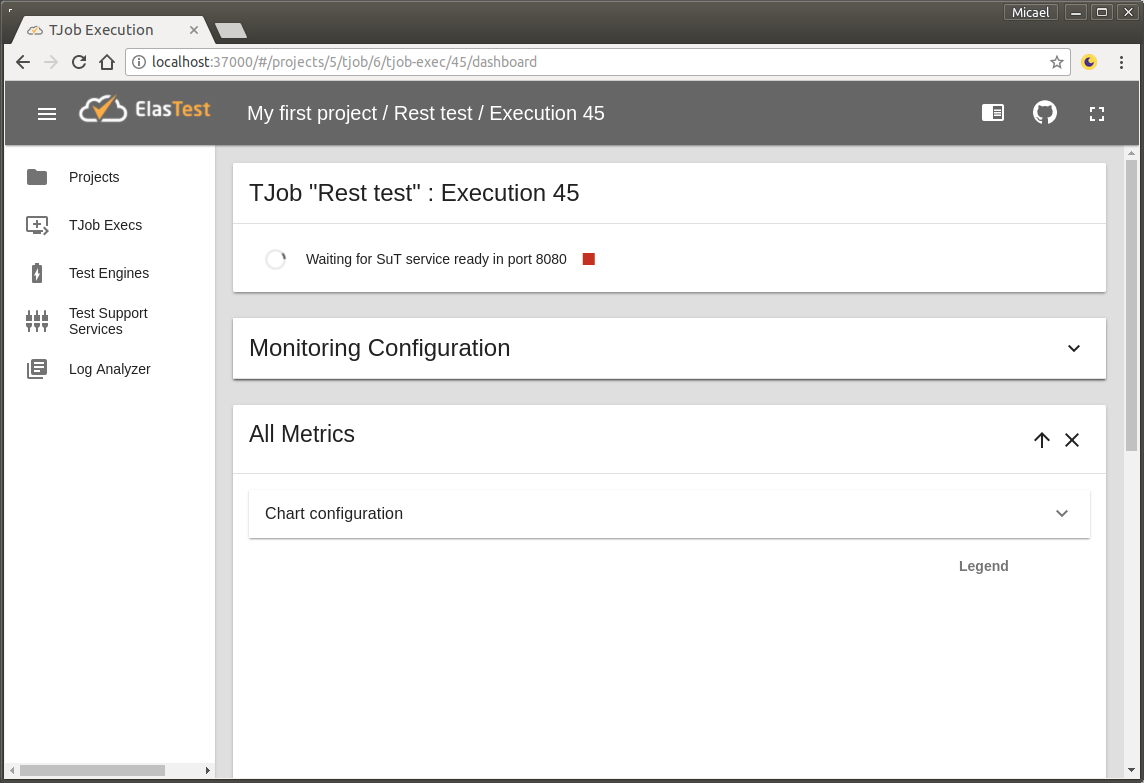 Micael
TJob Execution
localhost:37000/#/projects/5/tjob/6/tjob-exec/45/dashboard
ElasTest
My first project / Rest test / Execution 45
Projects
TJob Execs
Test Engines
Test Support
Services
Log Analyzer
TJob "Rest test" : Execution 45
Waiting for SuT service ready in port 8080
Monitoring Configuration
All Metrics
Chart configuration
Legend